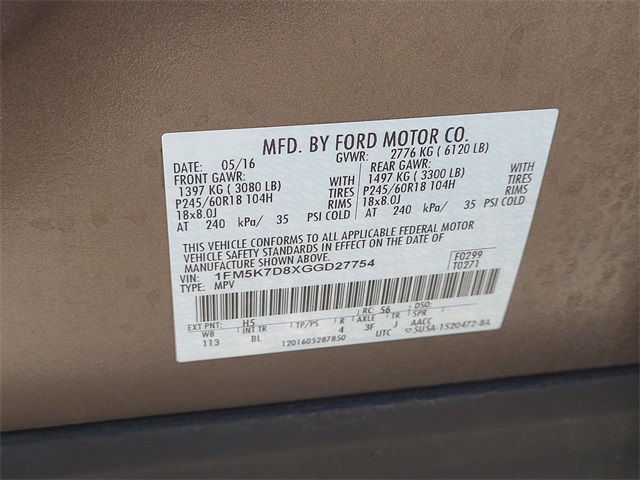 MFD. BY FORD MOTOR CO.
DATE: 05/16 GVWR: 2776 KG ( 6120 LB)
FRONT GAWR: REAR GAWR:
1397 KG ( 3080 LB) WITH 1497 KG ( 3300 LB) WITH
P245/60R18 104H TIRES P245/60R18 104H TIRES
18x8.0J RIMS 18x8.0J RIMS
AT 240 kPa/ 35 PSI COLD AT 240 kPa/ 35 PSI COLD
THIS VEHICLE CONFORMS TO ALL APPLICABLE FEDERAL MOTOR
VEHICLE SAFETY STANDARDS IN EFFECT ON THE DATE OF
MANUFACTURE SHOWN ABOVE.
VIN: 1FM5K7D8XGGD27754 F0299
TYPE: MPV T0271
EXT PNT: H5 RC: 56 DSO:
WB INT TR TP/PS R AXLE TR SPR
113 BL 4 3F J AACC
1201605287850 UTC 5U5A-1520472-BA